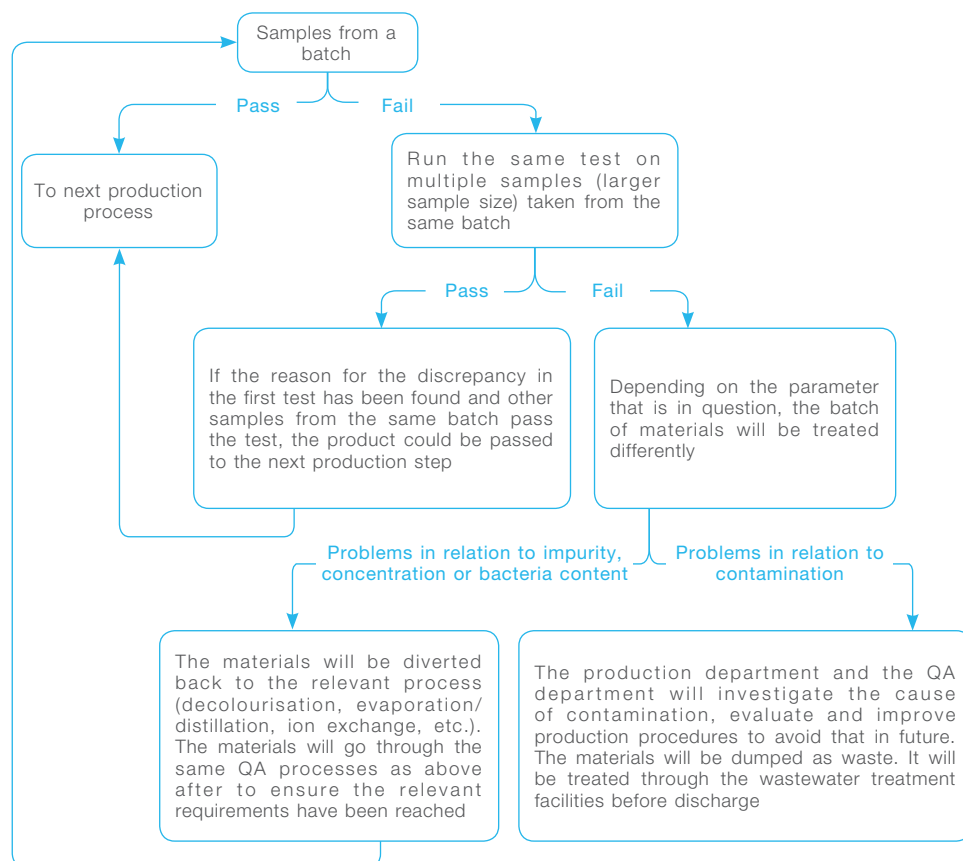 Samples from a
batch
Pass
Fail
To next production
process
Run the same test on
multiple samples (larger
sample size) taken from the
same batch
Pass
Fail
If the reason for the discrepancy in
the first test has been found and other
samples from the same batch pass
the test, the product could be passed
to the next production step
Depending on the parameter
that is in question, the batch
of materials will be treated
differently
Problems in relation to impurity,
concentration or bacteria content
Problems in relation to
contamination
The materials will be diverted
back to the relevant process
(decolourisation, evaporation/
distillation, ion exchange, etc.).
The materials will go through the
same QA processes as above
after to ensure the relevant
requirements have been reached
The production department and the QA
department will investigate the cause
of contamination, evaluate and improve
production procedures to avoid that in future.
The materials will be dumped as waste. It will
be treated through the wastewater treatment
facilities before discharge